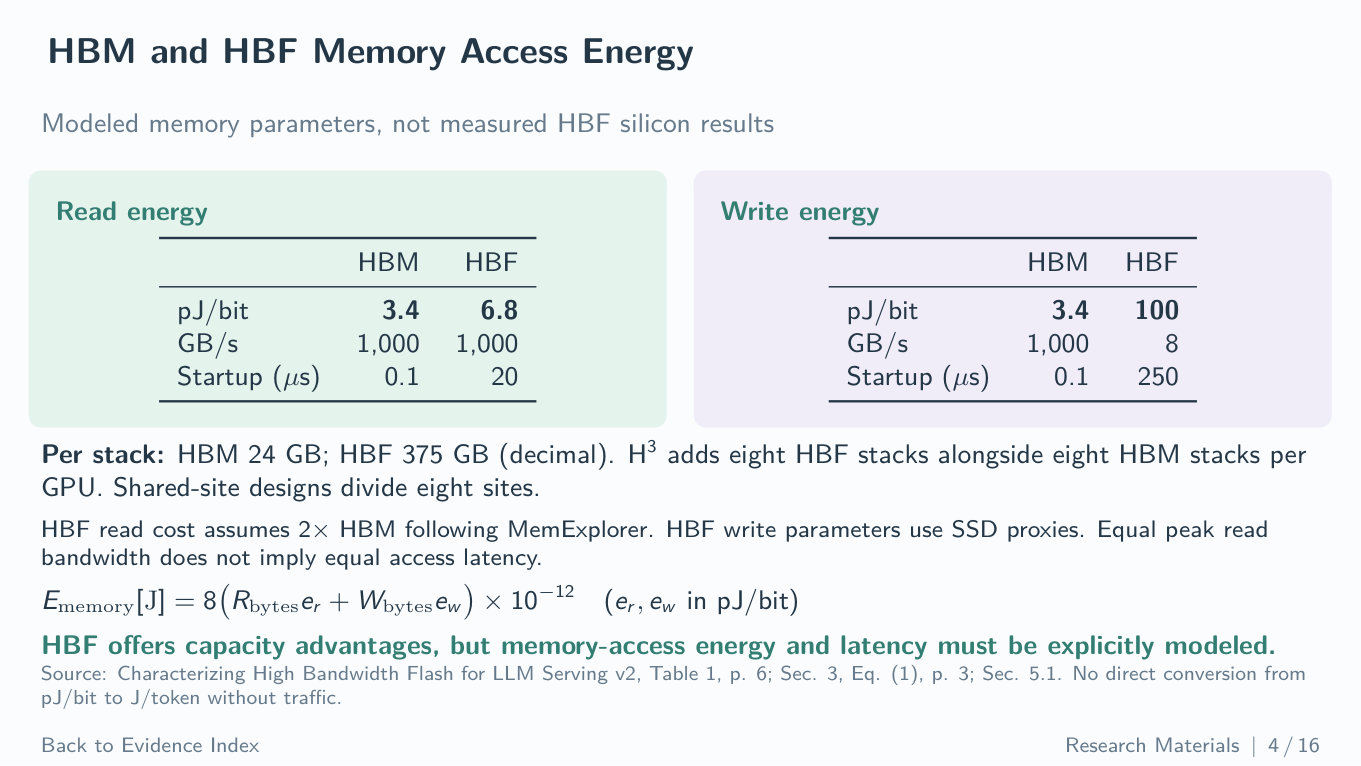 HBM and HBF Memory Access Energy
Modeled memory parameters, not measured HBF silicon results
Read energy
HBM HBF
pJ/bit 3.4 6.8
GB/s 1,000 1,000
Startup (μs) 0.1 20
Write energy
HBM HBF
pJ/bit 3.4 100
GB/s 1,000 8
Startup (μs) 0.1 250
Per stack: HBM 24 GB; HBF 375 GB (decimal). H³ adds eight HBF stacks alongside eight HBM stacks per
GPU. Shared-site designs divide eight sites.
HBF read cost assumes 2× HBM following MemExplorer. HBF write parameters use SSD proxies. Equal peak read
bandwidth does not imply equal access latency.
E_memory[J] = 8(R_bytes e_r + W_bytes e_w) × 10⁻¹² (e_r, e_w in pJ/bit)
HBF offers capacity advantages, but memory-access energy and latency must be explicitly modeled.
Source: Characterizing High Bandwidth Flash for LLM Serving v2, Table 1, p. 6; Sec. 3, Eq. (1), p. 3; Sec. 5.1. No direct conversion from
pJ/bit to J/token without traffic.
Back to Evidence Index
Research Materials | 4 / 16